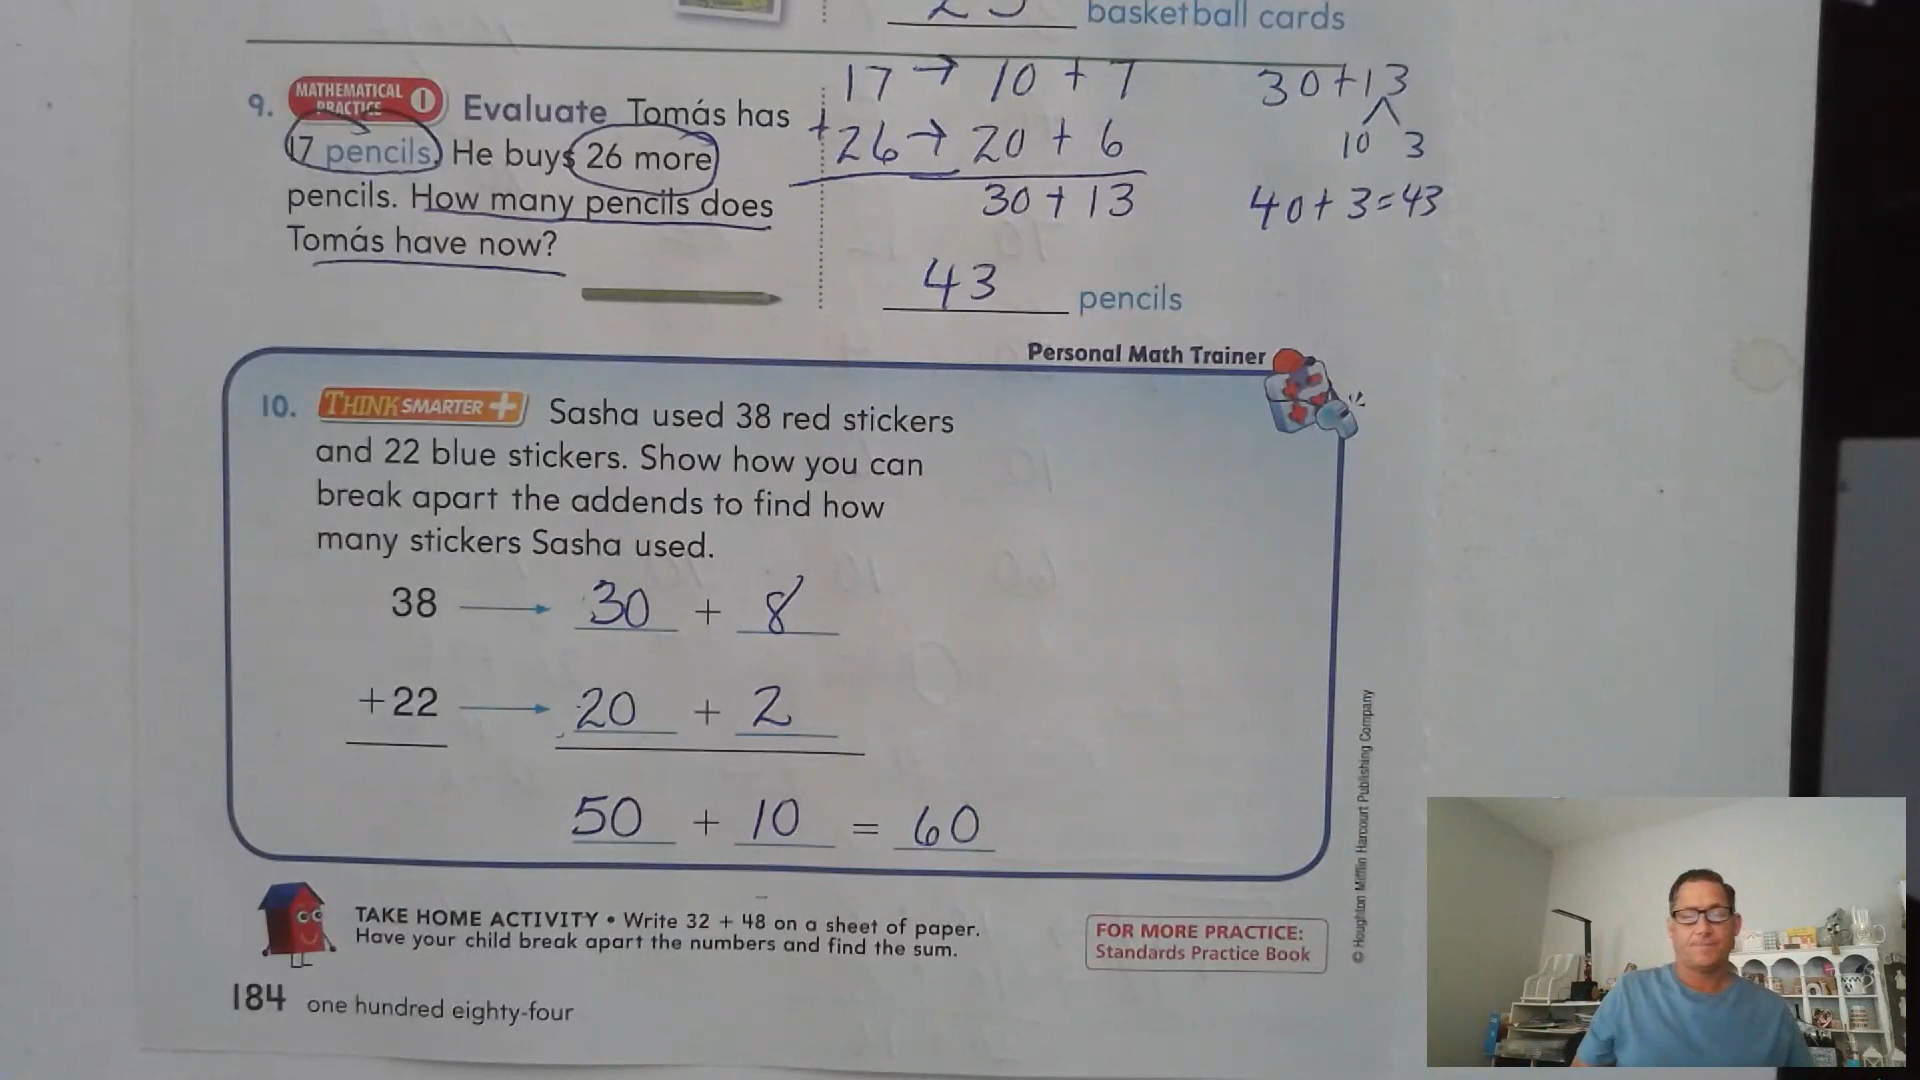 basketball cards
9. MATHEMATICAL PRACTICE 1 Evaluate Tomás has
17 pencils. He buys 26 more
pencils. How many pencils does
Tomás have now?
17 → 10 + 7
+ 26 → 20 + 6
30 + 13
43 pencils
30 + 13
10 3
40 + 3 = 43
Personal Math Trainer
10. THINK SMARTER + Sasha used 38 red stickers
and 22 blue stickers. Show how you can
break apart the addends to find how
many stickers Sasha used.
38 → 30 + 8
+22 → 20 + 2
50 + 10 = 60
TAKE HOME ACTIVITY • Write 32 + 48 on a sheet of paper.
Have your child break apart the numbers and find the sum.
FOR MORE PRACTICE:
Standards Practice Book
184 one hundred eighty-four
© Houghton Mifflin Harcourt Publishing Company